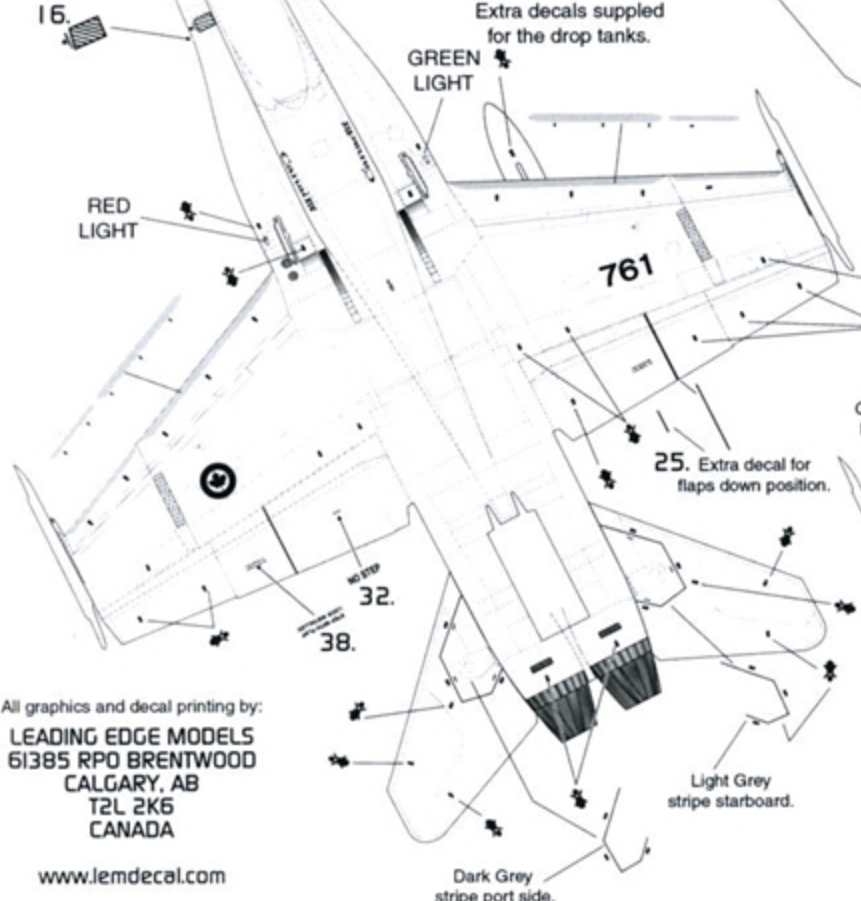 16.
Extra decals suppled
for the drop tanks.
GREEN
LIGHT
RED
LIGHT
761
25. Extra decal for
flaps down position.
NO STEP
32.
38.
All graphics and decal printing by:
LEADING EDGE MODELS
61385 RPO BRENTWOOD
CALGARY, AB
T2L 2K6
CANADA
www.lemdecal.com
Light Grey
stripe starboard.
Dark Grey
stripe port side.